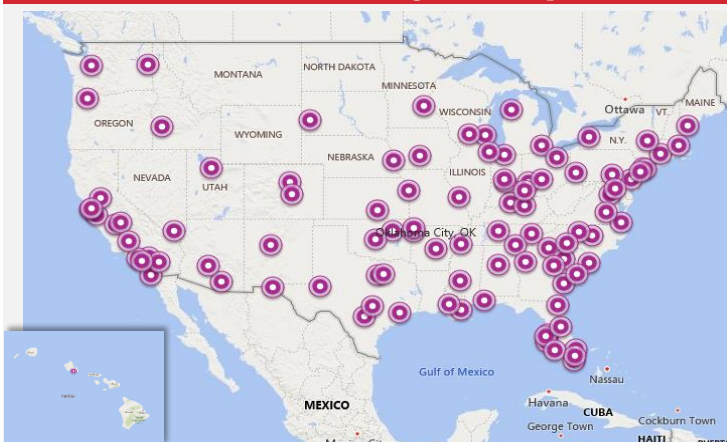 NORTH DAKOTA
MONTANA
MINNESOTA
Ottawa
VT.
MAINE
WISCONSIN
OREGON
WYOMING
N.Y.
NEBRASKA
NEVADA
ILLINOIS
UTAH
Oklahoma City, OK
Gulf of Mexico
Nassau
MEXICO
Havana
CUBA
Cockburn Town
George Town
HAITI